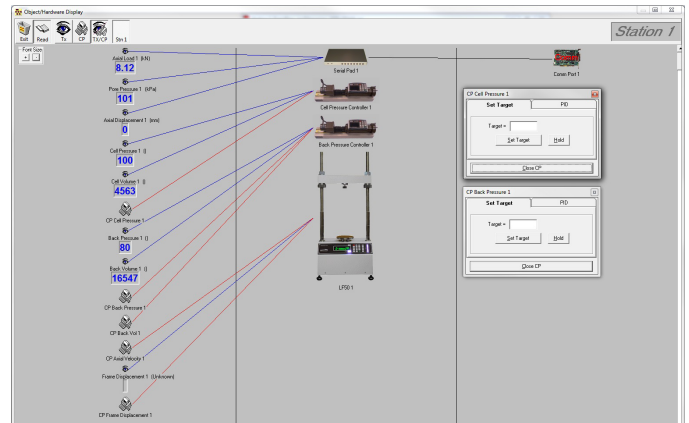 Object/Hardware Display
Exit Read Tx CP TX/CP Stn 1
Station 1
Font Size
+ -
Axial Load 1 (kN)
8.12
Pore Pressure 1 (kPa)
101
Axial Displacement 1 (mm)
0
Cell Pressure 1 ()
100
Cell Volume 1 ()
4563
CP Cell Pressure 1
Back Pressure 1 ()
80
Back Volume 1 ()
16547
CP Back Pressure 1
CP Back Vol 1
CP Axial Velocity 1
Frame Displacement 1 (Unknown)
CP Frame Displacement 1
Serial Pad 1
Cell Pressure Controller 1
Back Pressure Controller 1
LF50 1
Comm Port 1
CP Cell Pressure 1
Set Target PID
Target =
Set Target Hold
Close CP
CP Back Pressure 1
Set Target PID
Target =
Set Target Hold
Close CP